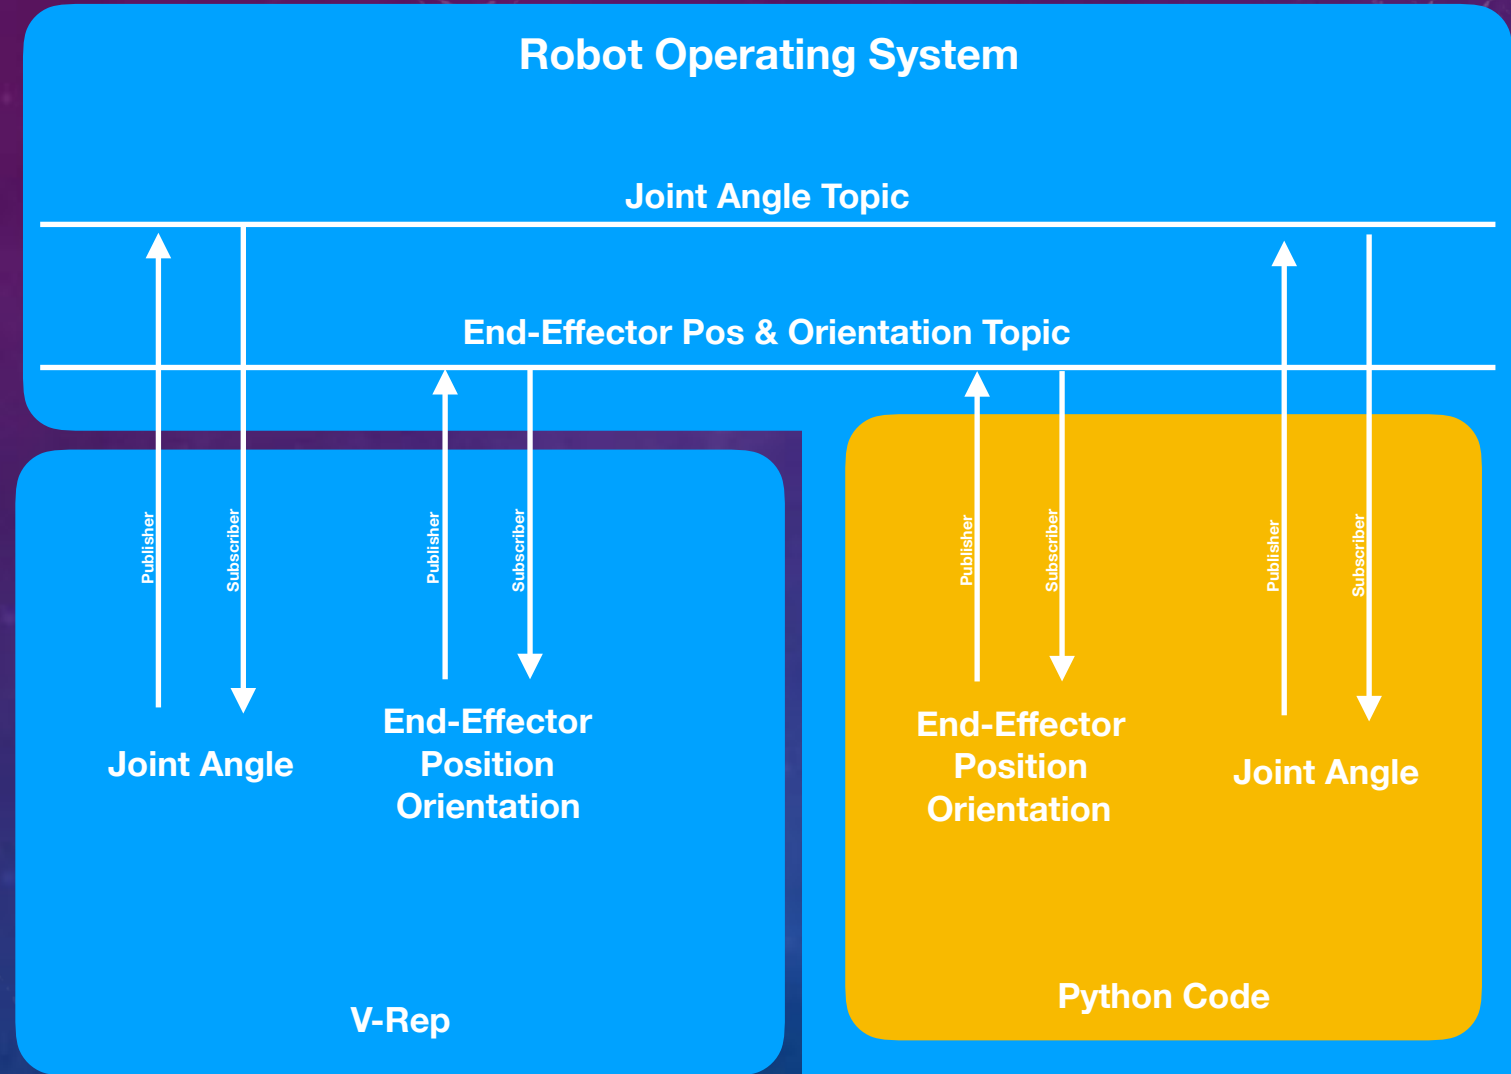 Robot Operating System
Joint Angle Topic
End-Effector Pos & Orientation Topic
Publisher
Subscriber
Publisher
Subscriber
Publisher
Subscriber
Publisher
Subscriber
Joint Angle
End-Effector
Position
Orientation
End-Effector
Position
Orientation
Joint Angle
V-Rep
Python Code